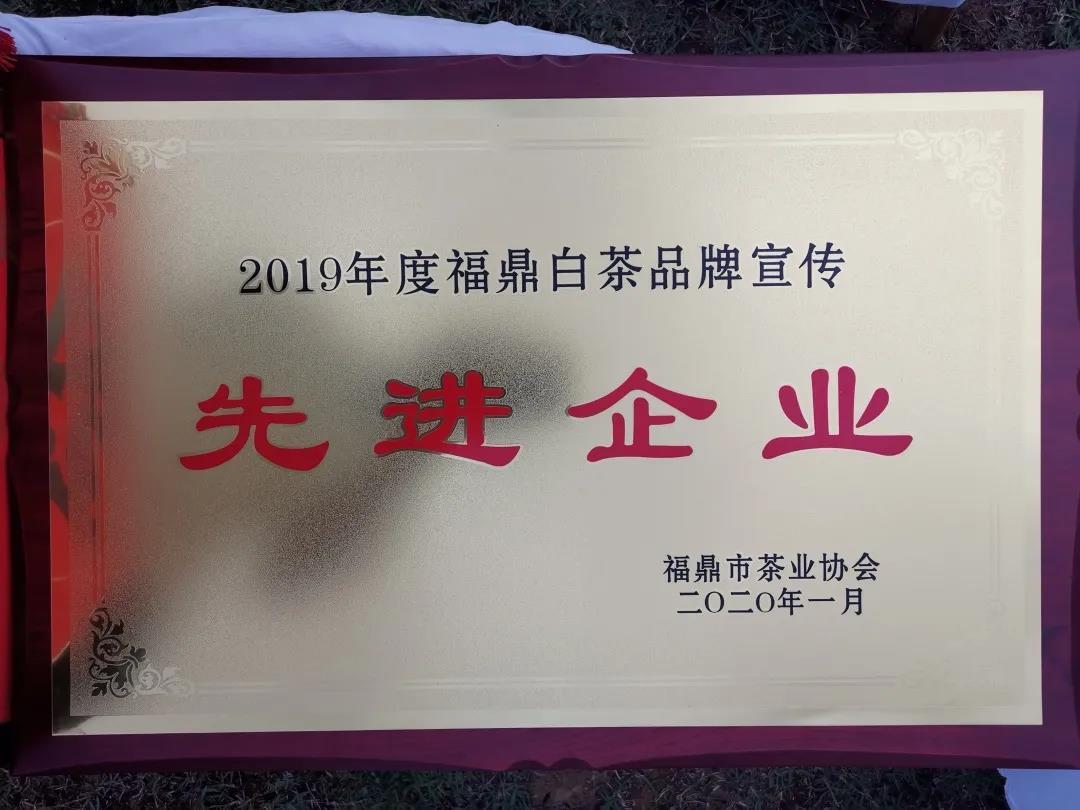 2019年度福鼎白茶品牌宣传
先进企业
福鼎市茶业协会
二〇二〇年一月